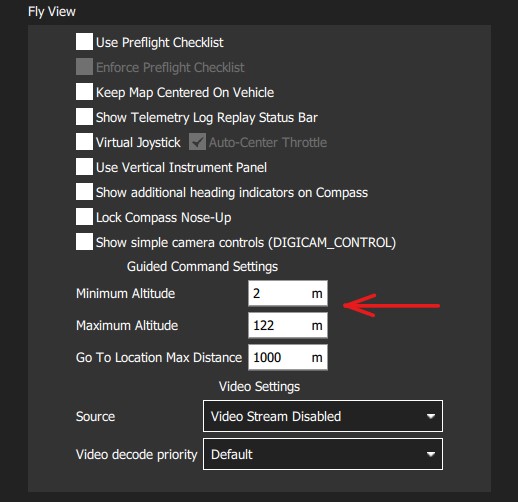 Fly View
Use Preflight Checklist
Enforce Preflight Checklist
Keep Map Centered On Vehicle
Show Telemetry Log Replay Status Bar
Virtual Joystick Auto-Center Throttle
Use Vertical Instrument Panel
Show additional heading indicators on Compass
Lock Compass Nose-Up
Show simple camera controls (DIGICAM_CONTROL)
Guided Command Settings
Minimum Altitude 2 m
Maximum Altitude 122 m
Go To Location Max Distance 1000 m
Video Settings
Source Video Stream Disabled
Video decode priority Default